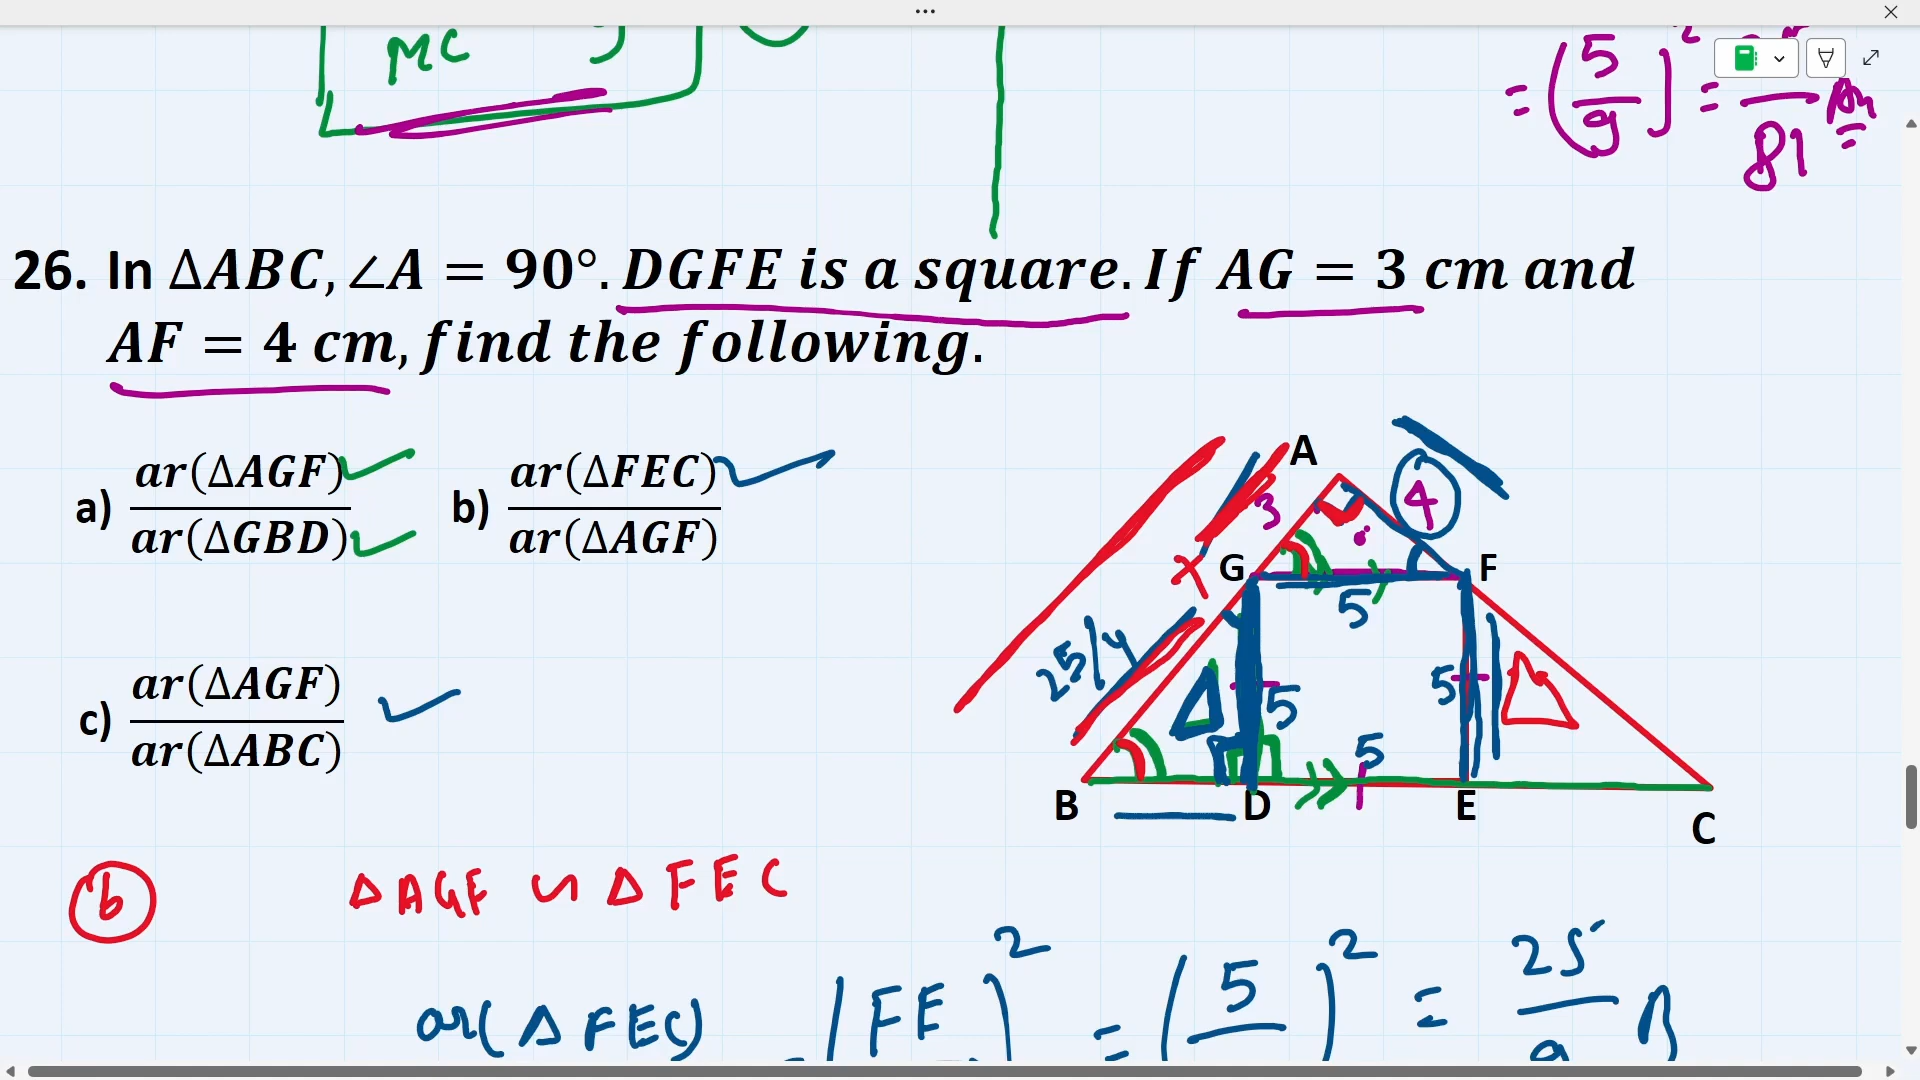 MC
= (5/9)² = /81
26. In ΔABC, ∠A = 90°. DGFE is a square. If AG = 3 cm and
AF = 4 cm, find the following.
a) ar(ΔAGF)/ar(ΔGBD) b) ar(ΔFEC)/ar(ΔAGF)
c) ar(ΔAGF)/ar(ΔABC)
A
3 4
x
G F
5
25/4
5 5
5
B D E C
b ΔAGF ∽ ΔFEC
ar(ΔFEC) = (FE)² = (5)² = 25/9